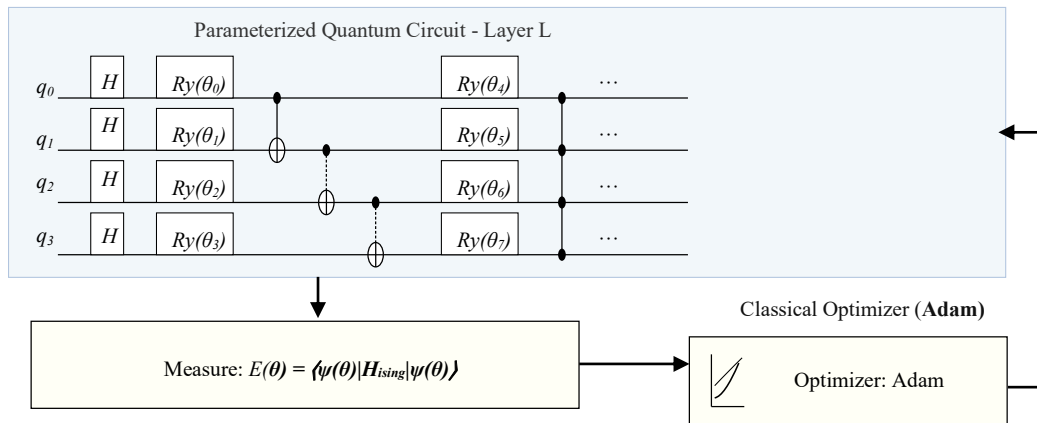 Parameterized Quantum Circuit - Layer L
q₀ H Ry(θ₀) Ry(θ₄) ...
q₁ H Ry(θ₁) Ry(θ₅) ...
q₂ H Ry(θ₂) Ry(θ₆) ...
q₃ H Ry(θ₃) Ry(θ₇) ...
Classical Optimizer (Adam)
Measure: E(θ) = ⟨ψ(θ)|Hᵢₛᵢₙg|ψ(θ)⟩
Optimizer: Adam